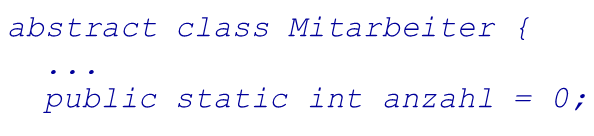 abstract class Mitarbeiter {
...
public static int anzahl = 0;